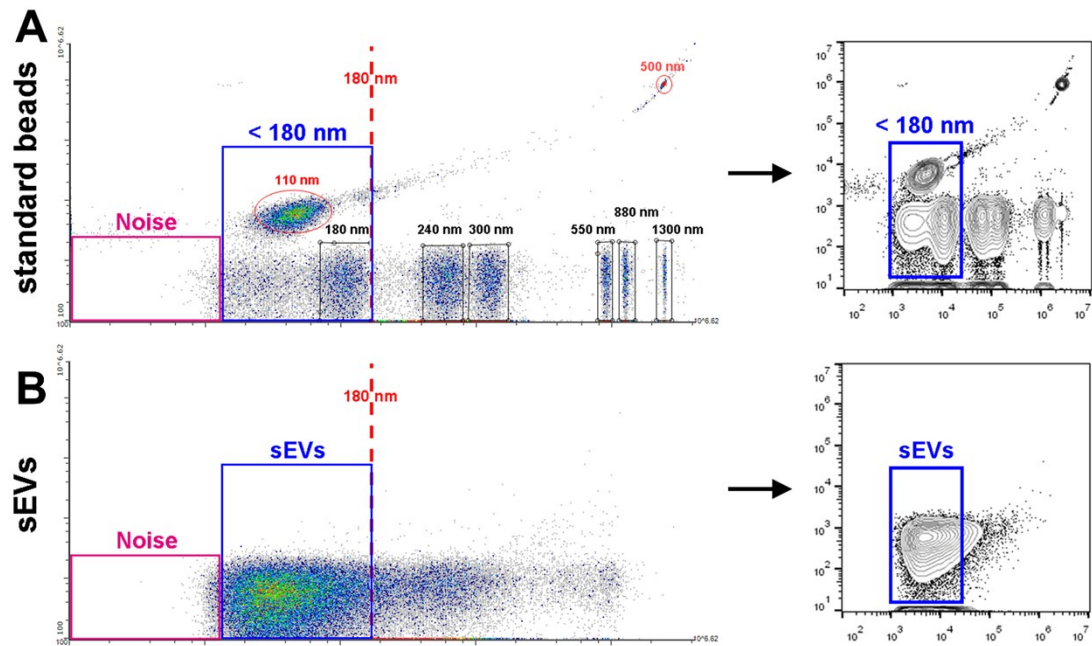 A
standard beads
10^6.62
180 nm
500 nm
< 180 nm
110 nm
Noise
180 nm
240 nm
300 nm
550 nm
880 nm
1300 nm
100
10^6.62
10⁷
10⁶
10⁵
10⁴
10³
10²
10¹
< 180 nm
10² 10³ 10⁴ 10⁵ 10⁶ 10⁷
B
sEVs
10^6.62
180 nm
sEVs
Noise
100
10^6.62
10⁷
10⁶
10⁵
10⁴
10³
10²
10¹
sEVs
10² 10³ 10⁴ 10⁵ 10⁶ 10⁷